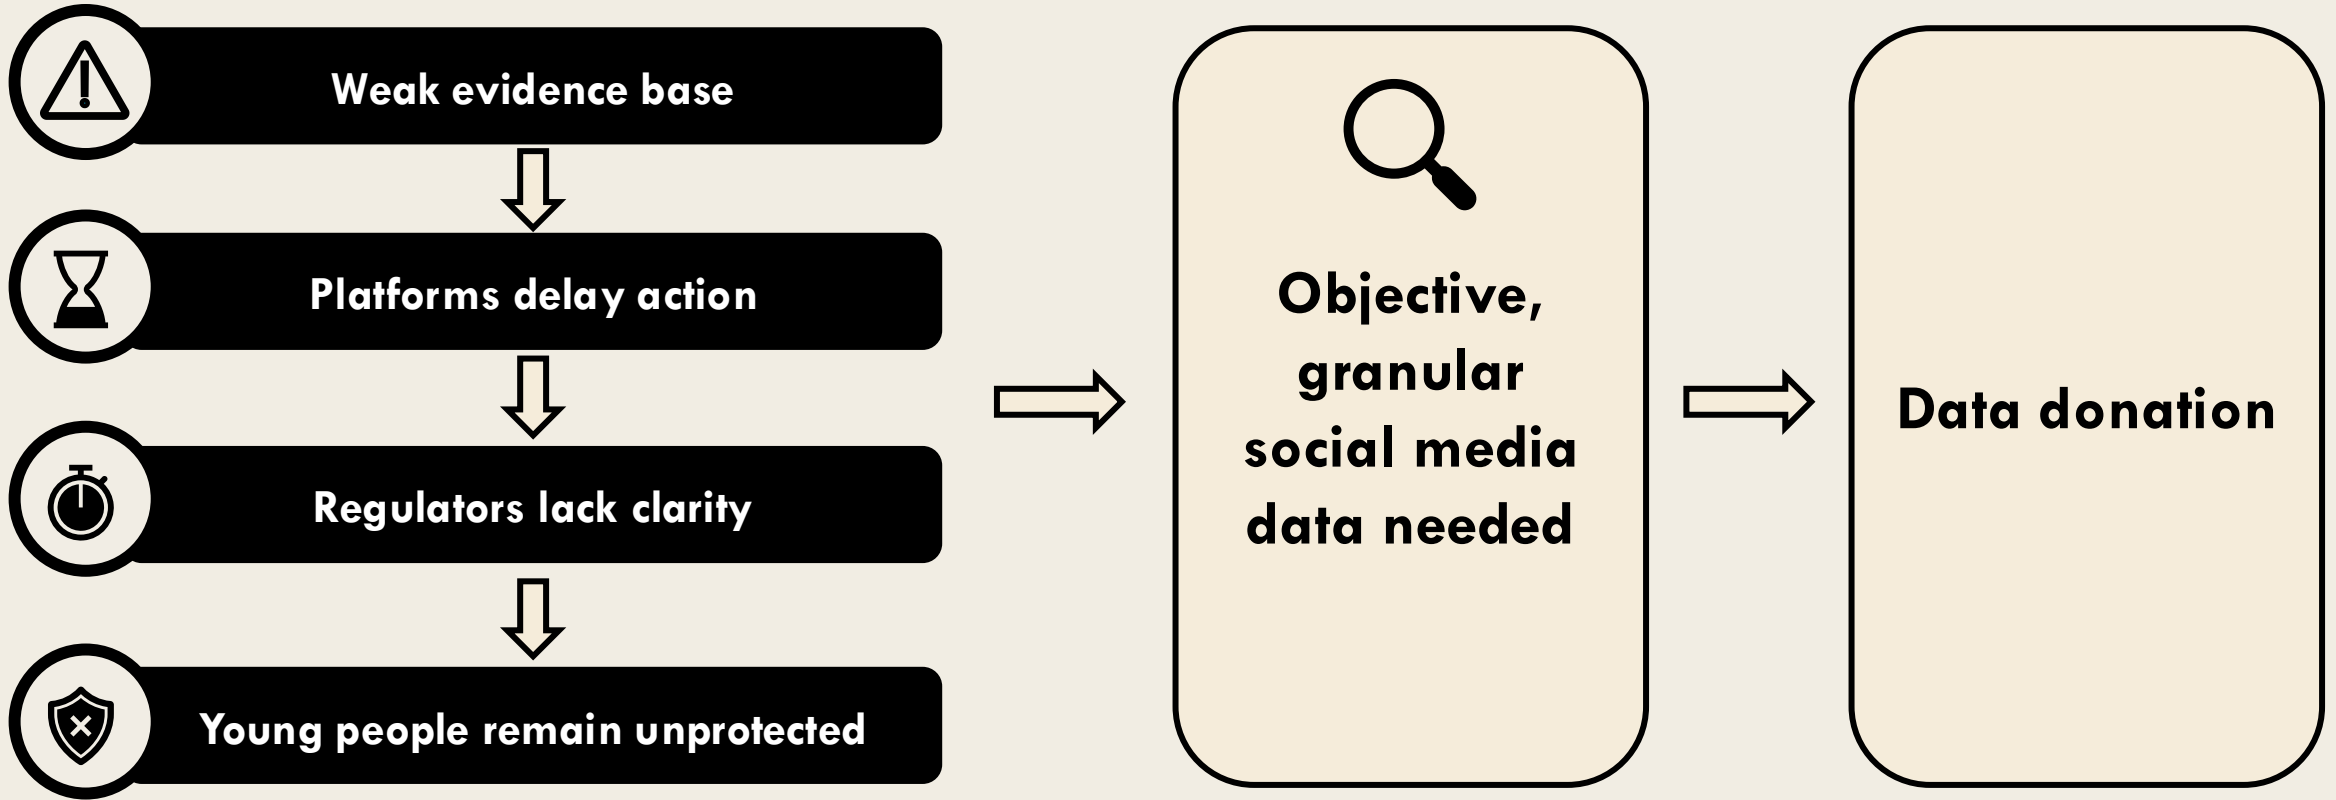 Weak evidence base
Platforms delay action
Regulators lack clarity
Young people remain unprotected
Objective,
granular
social media
data needed
Data donation